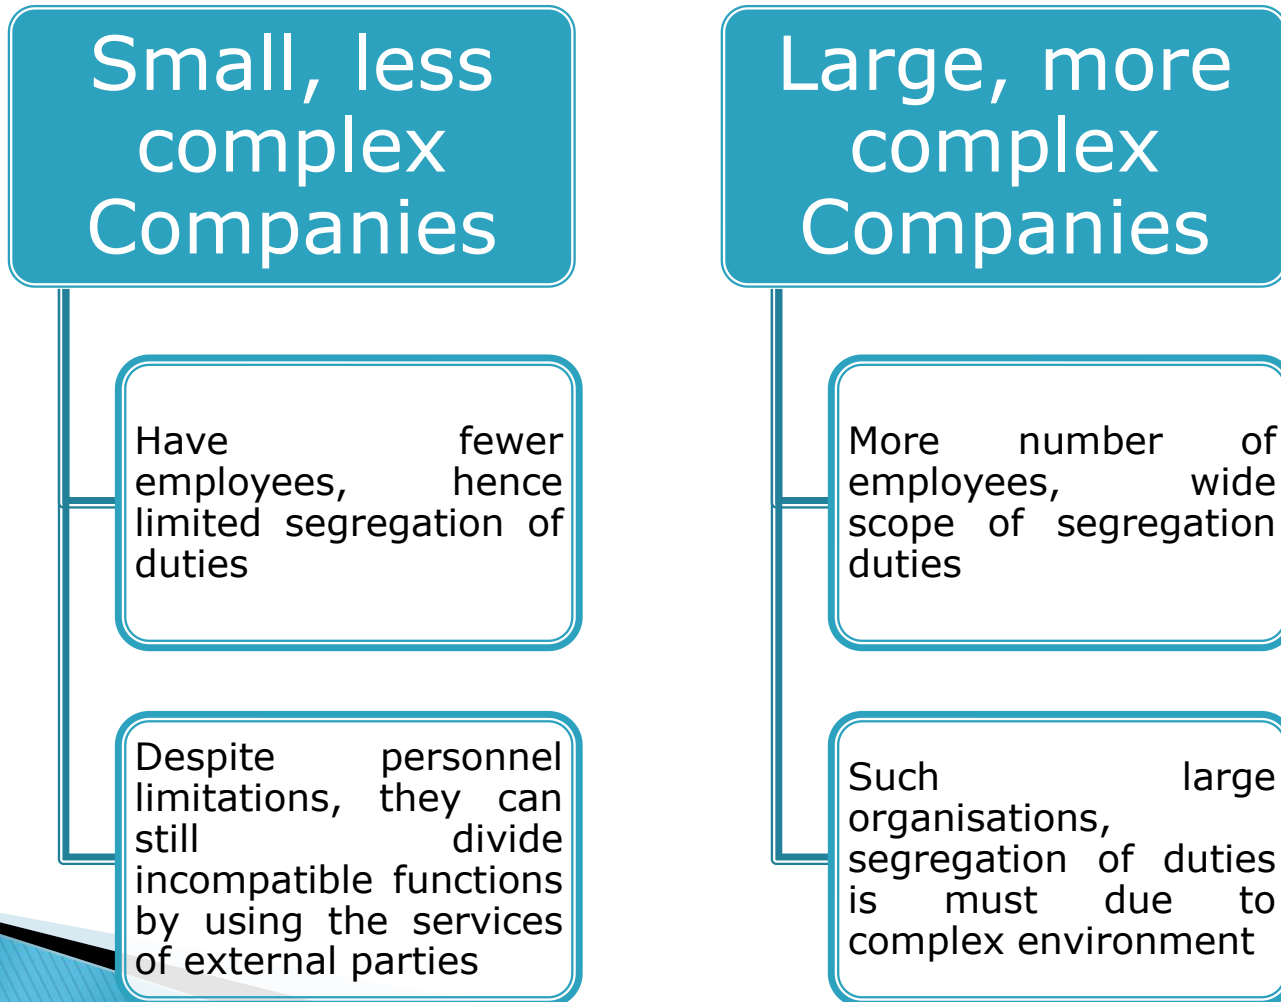 Small, less
complex
Companies
Have fewer
employees, hence
limited segregation of
duties
Despite personnel
limitations, they can
still divide
incompatible functions
by using the services
of external parties
Large, more
complex
Companies
More number of
employees, wide
scope of segregation
duties
Such large
organisations,
segregation of duties
is must due to
complex environment